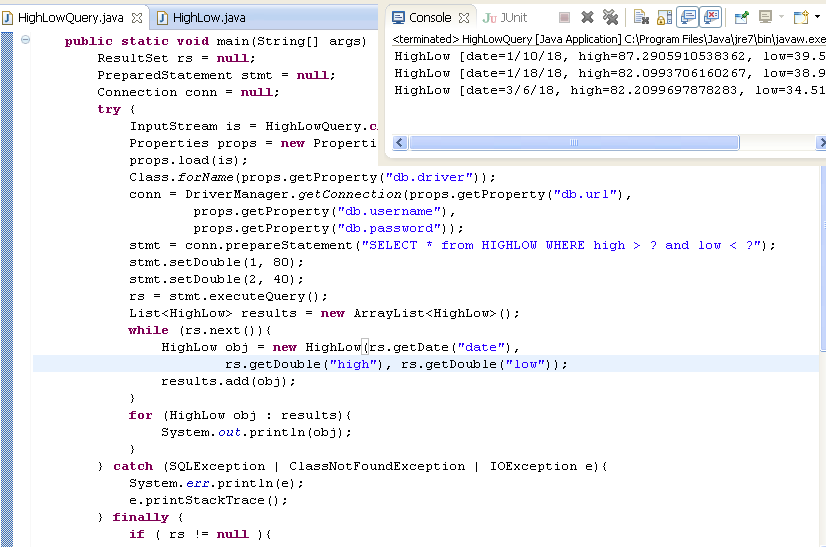 HighLowQuery.java
HighLow.java
Console
JUnit
<terminated> HighLowQuery [Java Application] C:\Program Files\Java\jre7\bin\javaw.exe
HighLow [date=1/10/18, high=87.2905910538362, low=39.5
HighLow [date=1/18/18, high=82.0993706160267, low=38.9
HighLow [date=3/6/18, high=82.2099697878283, low=34.51
public static void main(String[] args)
ResultSet rs = null;
PreparedStatement stmt = null;
Connection conn = null;
try {
InputStream is = HighLowQuery.
Properties props = new Properti
props.load(is);
Class.forName(props.getProperty("db.driver"));
conn = DriverManager.getConnection(props.getProperty("db.url"),
props.getProperty("db.username"),
props.getProperty("db.password"));
stmt = conn.prepareStatement("SELECT * from HIGHLOW WHERE high > ? and low < ?");
stmt.setDouble(1, 80);
stmt.setDouble(2, 40);
rs = stmt.executeQuery();
List<HighLow> results = new ArrayList<HighLow>();
while (rs.next()){
HighLow obj = new HighLow(rs.getDate("date"),
rs.getDouble("high"), rs.getDouble("low"));
results.add(obj);
}
for (HighLow obj : results){
System.out.println(obj);
}
} catch (SQLException | ClassNotFoundException | IOException e){
System.err.println(e);
e.printStackTrace();
} finally {
if ( rs != null ){